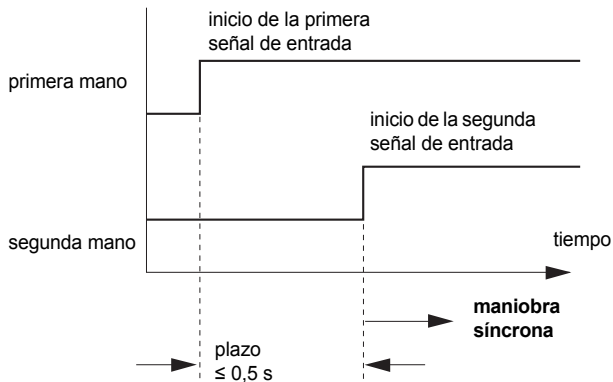 inicio de la primera
señal de entrada
primera mano
inicio de la segunda
señal de entrada
segunda mano
tiempo
maniobra
síncrona
plazo
≤ 0,5 s